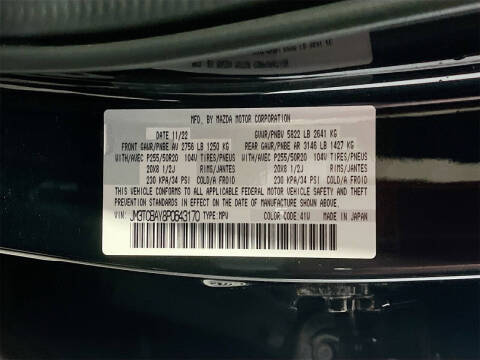 MFD. BY MAZDA MOTOR CORPORATION
DATE 11/22 GVWR/PNBV 5822 LB 2641 KG
FRONT GAWR/PNBE AV 2756 LB 1250 KG REAR GAWR/PNBE AR 3146 LB 1427 KG
WITH/AVEC P255/50R20 104V TIRES/PNEUS WITH/AVEC P255/50R20 104V TIRES/PNEUS
20X8 1/2J RIMS/JANTES 20X8 1/2J RIMS/JANTES
230 KPA/34 PSI COLD/A FROID 230 KPA/34 PSI COLD/A FROID
THIS VEHICLE CONFORMS TO ALL APPLICABLE FEDERAL MOTOR VEHICLE SAFETY,
BUMPER, AND THEFT PREVENTION STANDARDS IN EFFECT ON THE
DATE OF MANUFACTURE SHOWN ABOVE.
VIN: JM3TCBAY8P0643170 TYPE:MPV COLOR CODE:41W MADE IN JAPAN